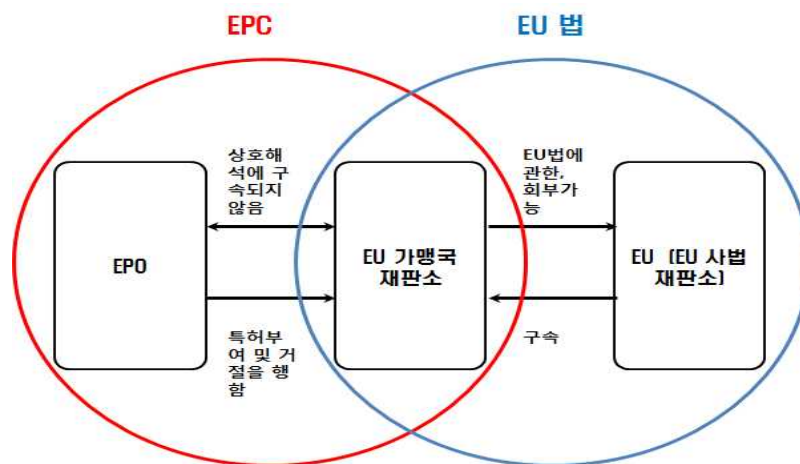 EPC
EU 법
상호해
석에 구
속되지
않음
EU법에
관한,
회부가
능
EPO
EU 가맹국
재판소
EU (EU 사법
재판소)
특허부
여 및 거
절을 행
함
구속